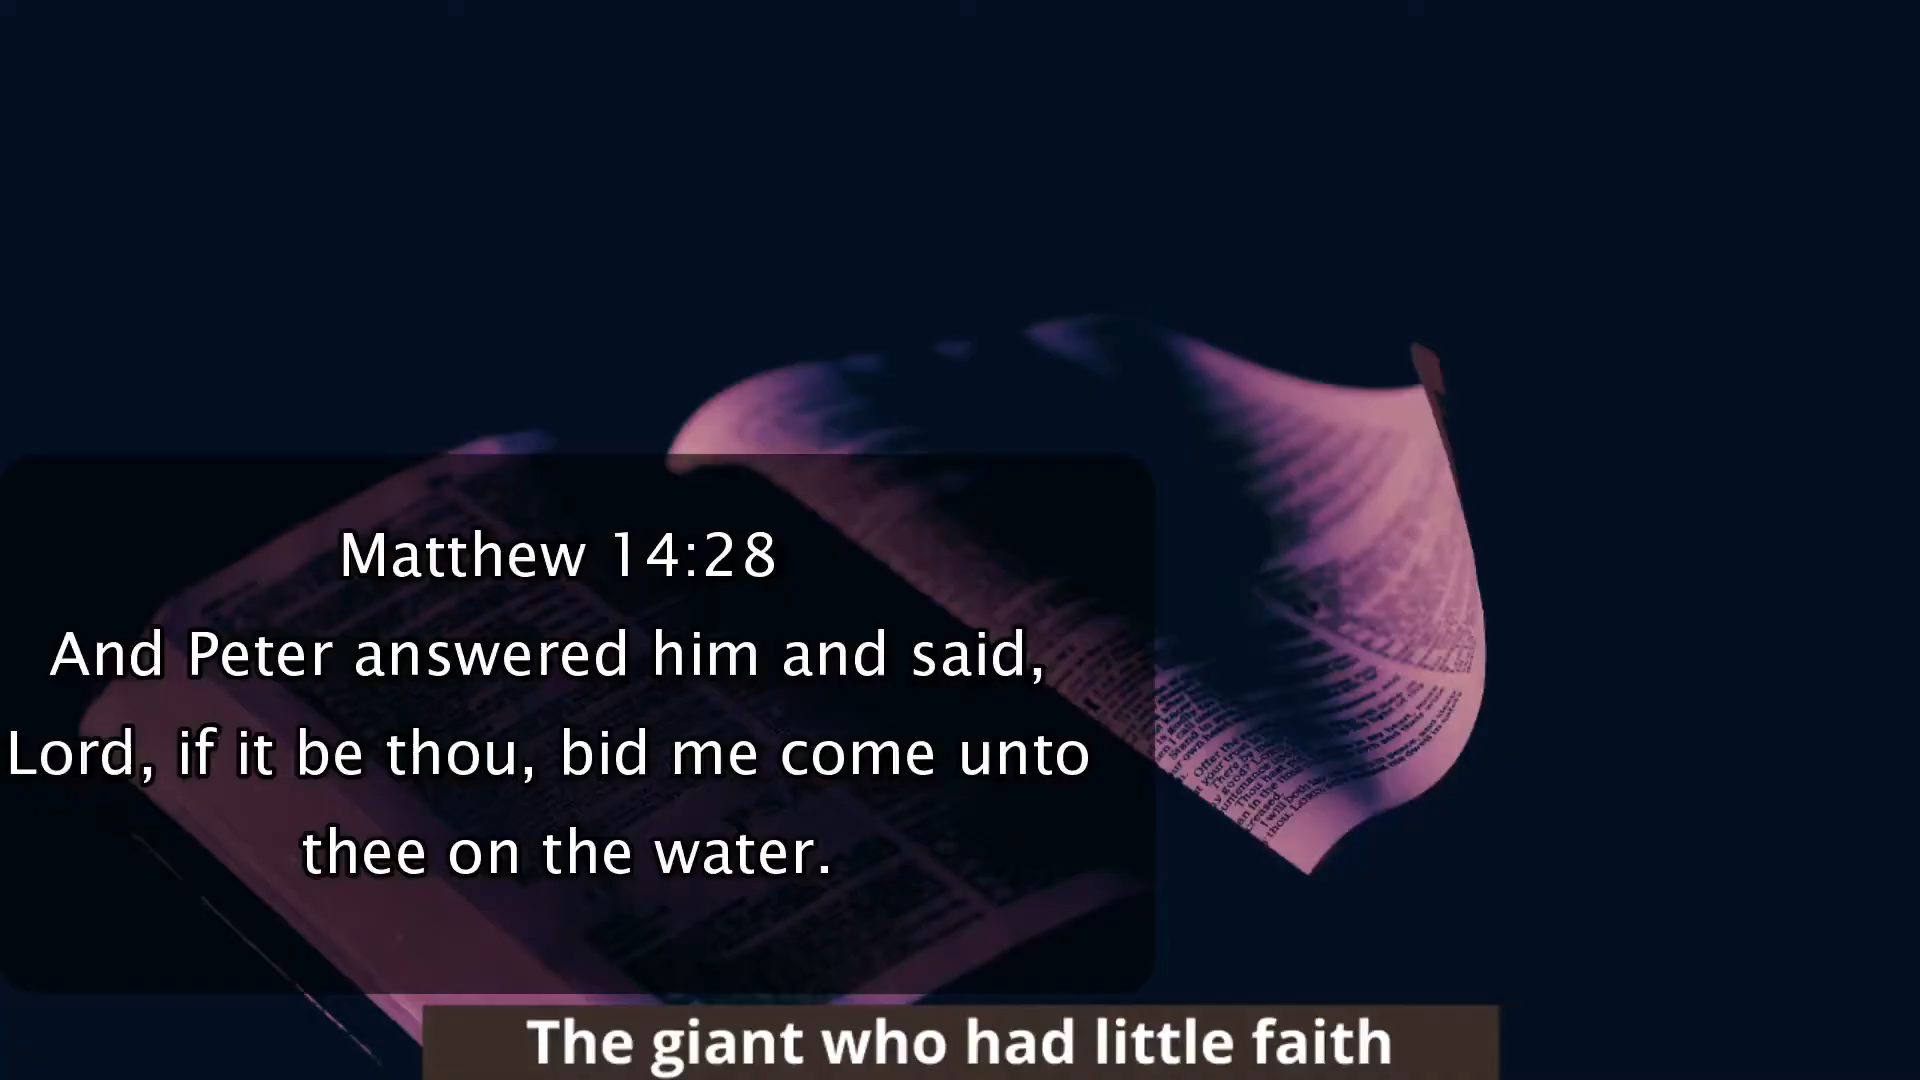 Matthew 14:28
And Peter answered him and said,
Lord, if it be thou, bid me come unto
thee on the water.
The giant who had little faith